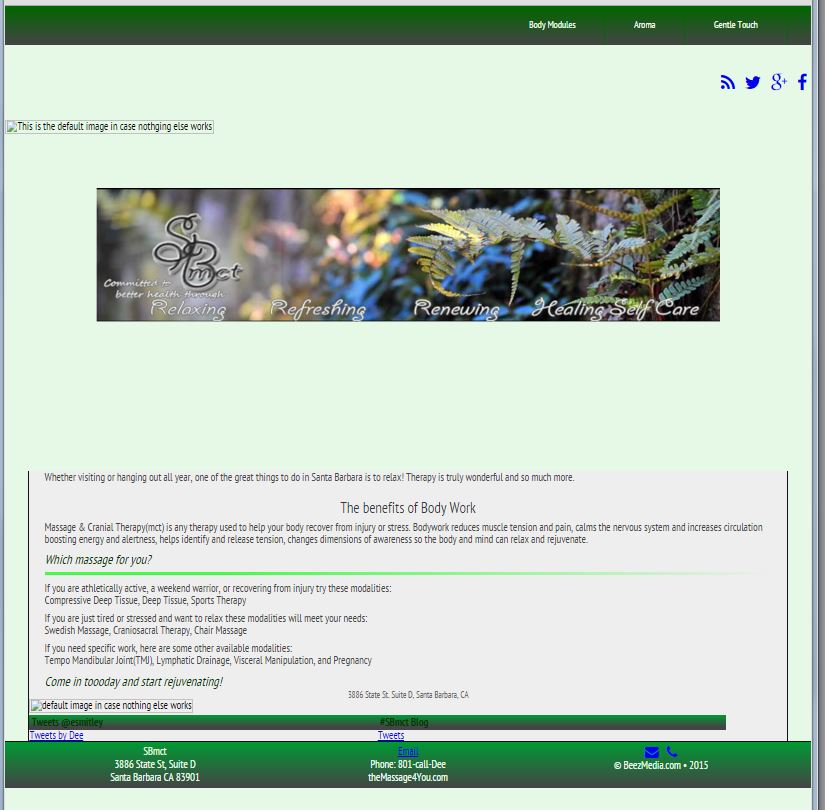 Body Modules Aroma Gentle Touch
g+
This is the default image in case nothging else works
SBmct
Committed to
better health through
Relaxing Refreshing Renewing Healing Self Care
Whether visiting or hanging out all year, one of the great things to do in Santa Barbara is to relax! Therapy is truly wonderful and so much more.
The benefits of Body Work
Massage & Cranial Therapy(mct) is any therapy used to help your body recover from injury or stress. Bodywork reduces muscle tension and pain, calms the nervous system and increases circulation
boosting energy and alertness, helps identify and release tension, changes dimensions of awareness so the body and mind can relax and rejuvenate.
Which massage for you?
If you are athletically active, a weekend warrior, or recovering from injury try these modalities:
Compressive Deep Tissue, Deep Tissue, Sports Therapy
If you are just tired or stressed and want to relax these modalities will meet your needs:
Swedish Massage, Craniosacral Therapy, Chair Massage
If you need specific work, here are some other available modalities:
Tempo Mandibular Joint(TMJ), Lymphatic Drainage, Visceral Manipulation, and Pregnancy
Come to toooday and start rejuvenating!
3886 State St. Suite D, Santa Barbara, CA
default image in case nothing else works
Tweets @esmitley #SBmct Blog
Tweets by Dee Tweets
SBmct Email
3886 State St, Suite D Phone: 801-call-Dee © BeezMedia.com • 2015
Santa Barbara CA 83901 theMassage4You.com